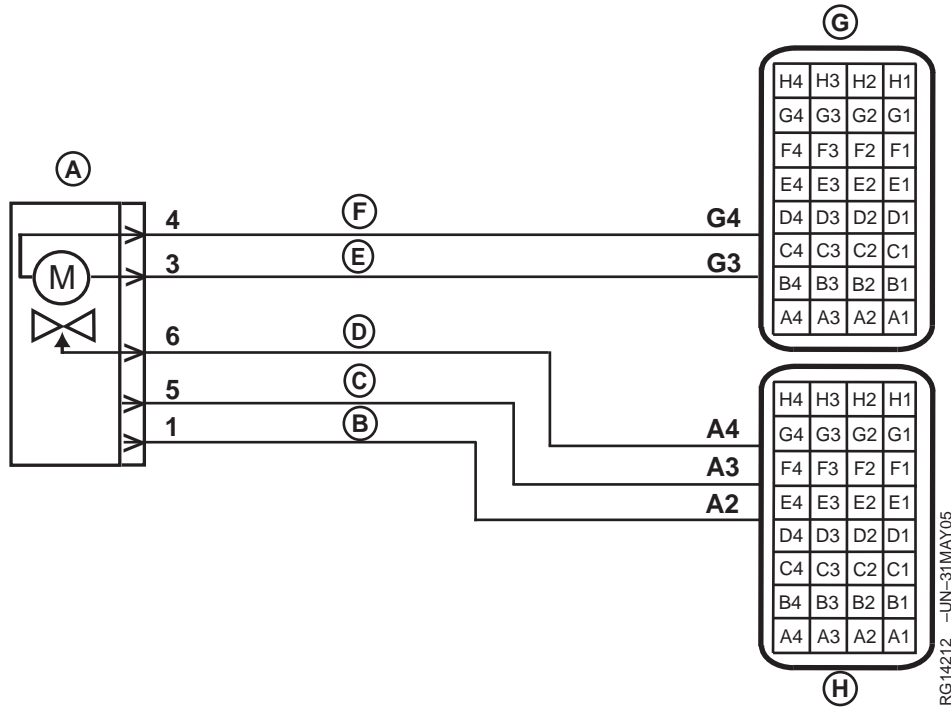 G
H4 H3 H2 H1
G4 G3 G2 G1
F4 F3 F2 F1
E4 E3 E2 E1
D4 D3 D2 D1
C4 C3 C2 C1
B4 B3 B2 B1
A4 A3 A2 A1
A
M
4 F G4
3 E G3
6 D A4
5 C A3
1 B A2
H4 H3 H2 H1
G4 G3 G2 G1
F4 F3 F2 F1
E4 E3 E2 E1
D4 D3 D2 D1
C4 C3 C2 C1
B4 B3 B2 B1
A4 A3 A2 A1
H
RG14212 –UN–31MAY05